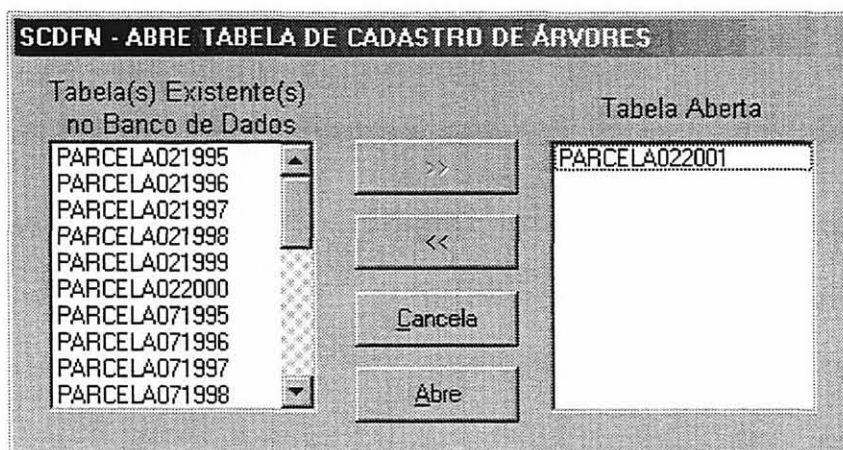 SCDFN - ABRE TABELA DE CADASTRO DE ÁRVORES
Tabela(s) Existente(s)
no Banco de Dados
PARCELA021995
PARCELA021996
PARCELA021997
PARCELA021998
PARCELA021999
PARCELA022000
PARCELA071995
PARCELA071996
PARCELA071997
PARCELA071998
>>
<<
Cancela
Abre
Tabela Aberta
PARCELA022001